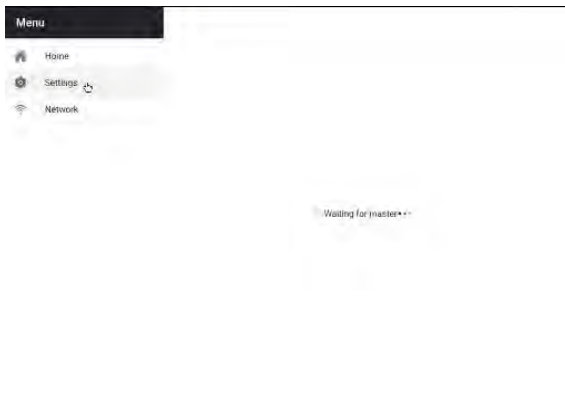 Menu
Home
Settings
Network
Waiting for master•••